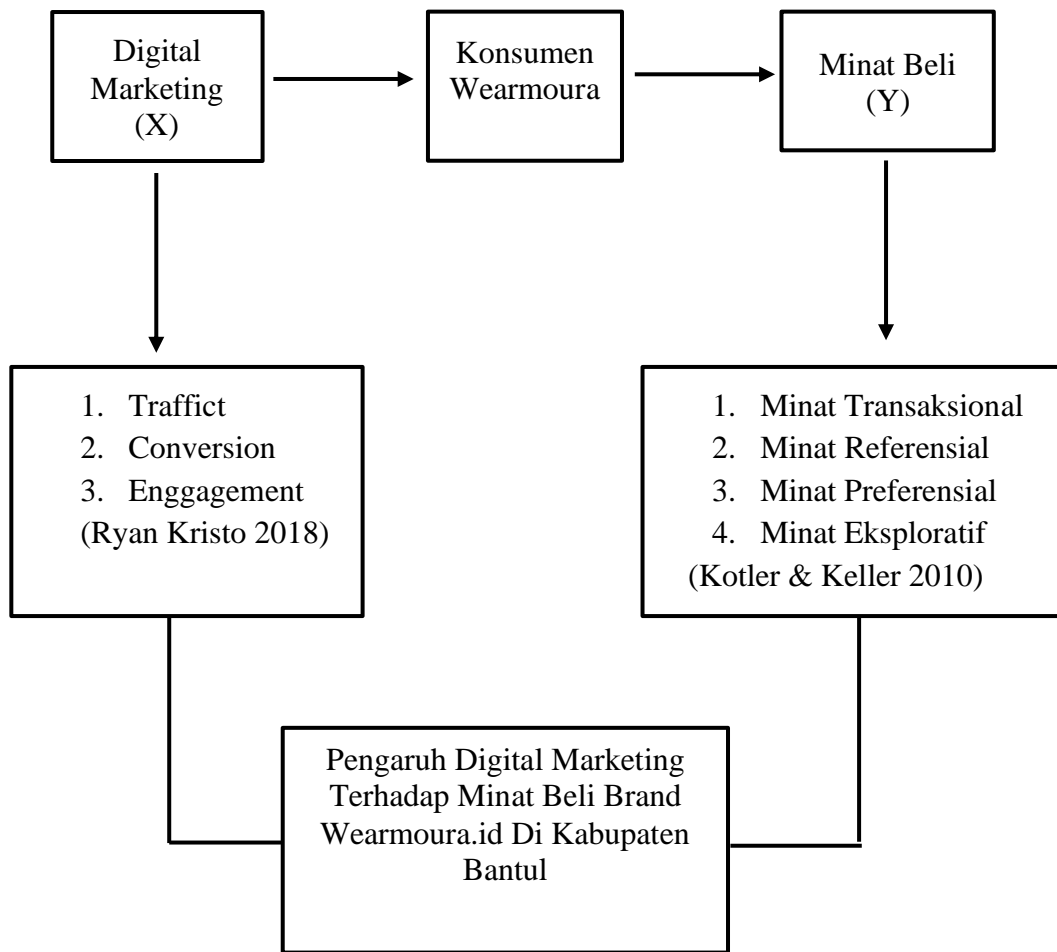 Digital
Marketing
(X)
Konsumen
Wearmoura
Minat Beli
(Y)
1. Traffict
2. Conversion
3. Enggagement
(Ryan Kristo 2018)
1. Minat Transaksional
2. Minat Referensial
3. Minat Preferensial
4. Minat Eksploratif
(Kotler & Keller 2010)
Pengaruh Digital Marketing
Terhadap Minat Beli Brand
Wearmoura.id Di Kabupaten
Bantul